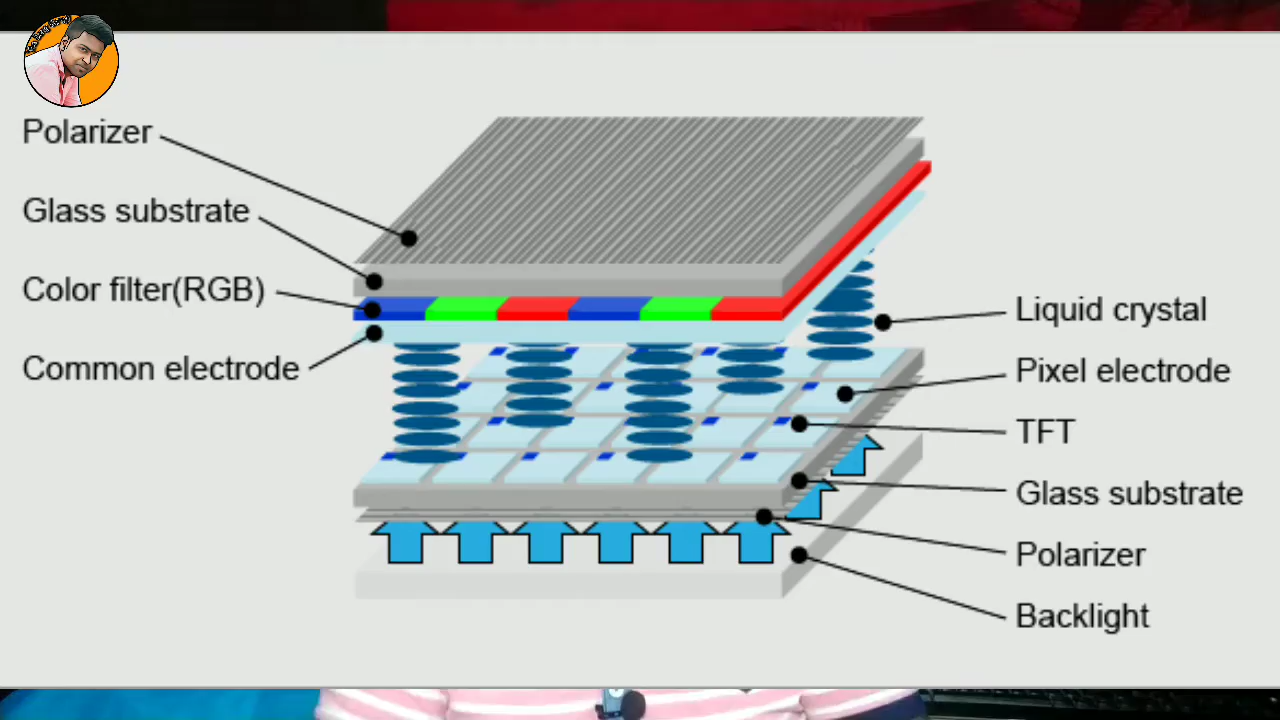 Polarizer
Glass substrate
Color filter(RGB)
Common electrode
Liquid crystal
Pixel electrode
TFT
Glass substrate
Polarizer
Backlight